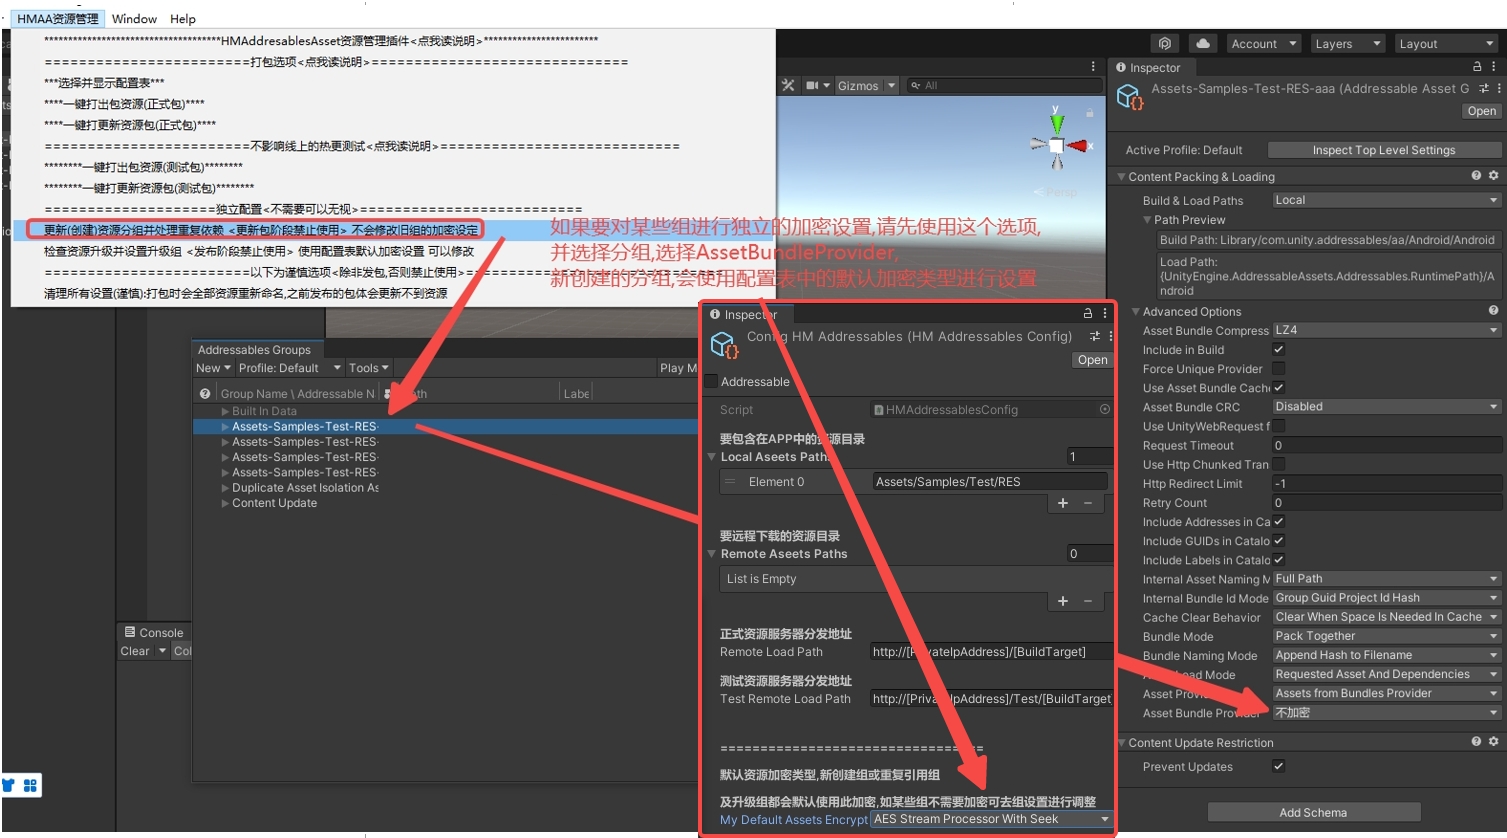 HMAA资源管理 Window Help
*************************************HMAddresablesAsset资源管理插件<点我读说明>************************
========================打包选项<点我读说明>==============================
***选择并显示配置表***
****一键打出包资源(正式包)****
****一键打更新资源包(正式包)****
========================不影响线上的热更测试<点我读说明>============================
********一键打出包资源(测试包)********
********一键打更新资源包(测试包)********
====================独立配置<不需要可以无视>==========================
更新(创建)资源分组并处理重复依赖 <更新包阶段禁止使用> 不会修改旧组的加密设定
检查资源升级并设置升级组 <发布阶段禁止使用> 使用配置表默认加密设置 可以修改
========================以下为谨慎选项<除非发包,否则禁止使用>==============================
清理所有设置(谨慎):打包时会全部资源重新命名,之前发布的包体会更新不到资源
如果要对某些组进行独立的加密设置,请先使用这个选项,
并选择分组,选择AssetBundleProvider,
新创建的分组,会使用配置表中的默认加密类型进行设置
Account Layers Layout
Gizmos All
y
x
Persp
Addressables Groups
New Profile: Default Tools Play M
Group Name \ Addressable N Path Labe
Built In Data
Assets-Samples-Test-RES-
Assets-Samples-Test-RES-
Assets-Samples-Test-RES-
Assets-Samples-Test-RES-
Duplicate Asset Isolation As
Content Update
Console
Clear Col
Inspector
Config HM Addressables (HM Addressables Config)
Open
Addressable
Script HMAddressablesConfig
要包含在APP中的资源目录
Local Aseets Paths 1
Element 0 Assets/Samples/Test/RES
+ −
要远程下载的资源目录
Remote Aseets Paths 0
List is Empty
+ −
正式资源服务器分发地址
Remote Load Path http://[PrivateIpAddress]/[BuildTarget]
测试资源服务器分发地址
Test Remote Load Path http://[PrivateIpAddress]/Test/[BuildTarget]
=================================
默认资源加密类型,新创建组或重复引用组
及升级组都会默认使用此加密,如某些组不需要加密可去组设置进行调整
My Default Assets Encrypt AES Stream Processor With Seek
Inspector
Assets-Samples-Test-RES-aaa (Addressable Asset G
Open
Active Profile: Default Inspect Top Level Settings
Content Packing & Loading
Build & Load Paths Local
Path Preview
Build Path: Library/com.unity.addressables/aa/Android/Android
Load Path:
{UnityEngine.AddressableAssets.Addressables.RuntimePath}/A
ndroid
Advanced Options
Asset Bundle Compress LZ4
Include in Build
Force Unique Provider
Use Asset Bundle Cache
Asset Bundle CRC Disabled
Use UnityWebRequest f
Request Timeout 0
Use Http Chunked Tran
Http Redirect Limit -1
Retry Count 0
Include Addresses in Ca
Include GUIDs in Catalo
Include Labels in Catalo
Internal Asset Naming M Full Path
Internal Bundle Id Mode Group Guid Project Id Hash
Cache Clear Behavior Clear When Space Is Needed In Cache
Bundle Mode Pack Together
Bundle Naming Mode Append Hash to Filename
Load Mode Requested Asset And Dependencies
Asset Provider Assets from Bundles Provider
Asset Bundle Provider 不加密
Content Update Restriction
Prevent Updates
Add Schema